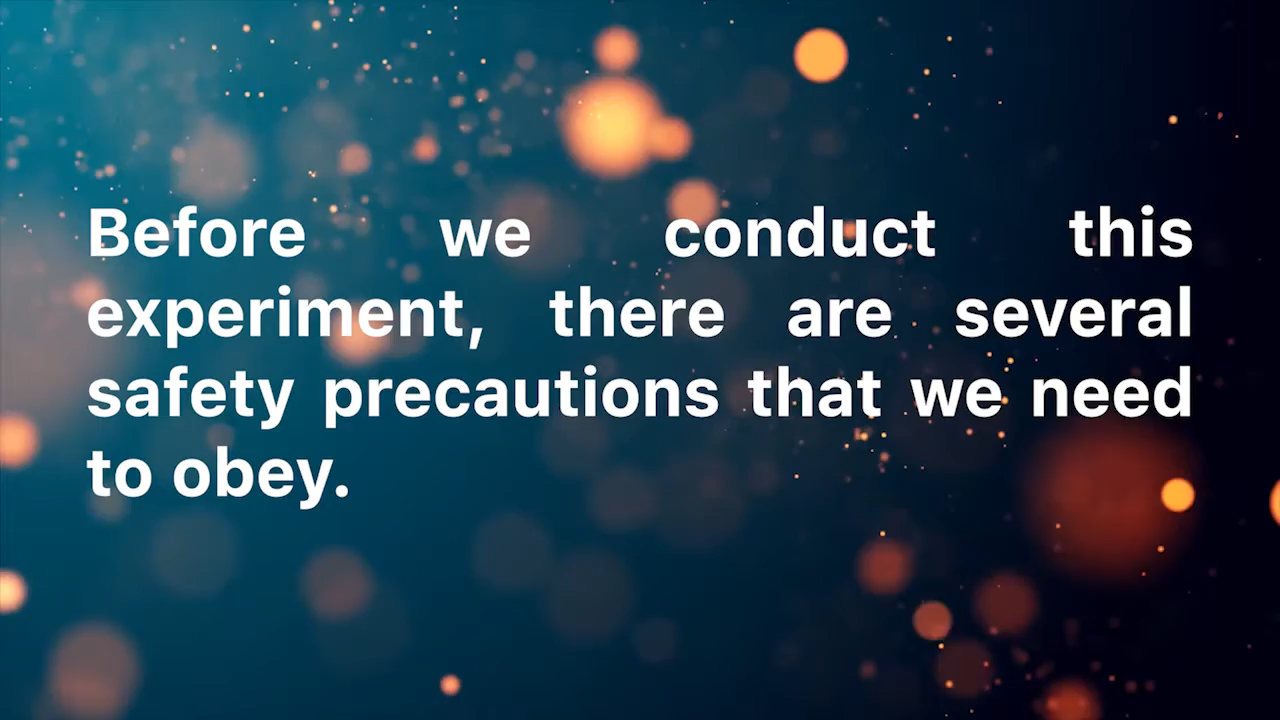 Before we conduct this
experiment, there are several
safety precautions that we need
to obey.